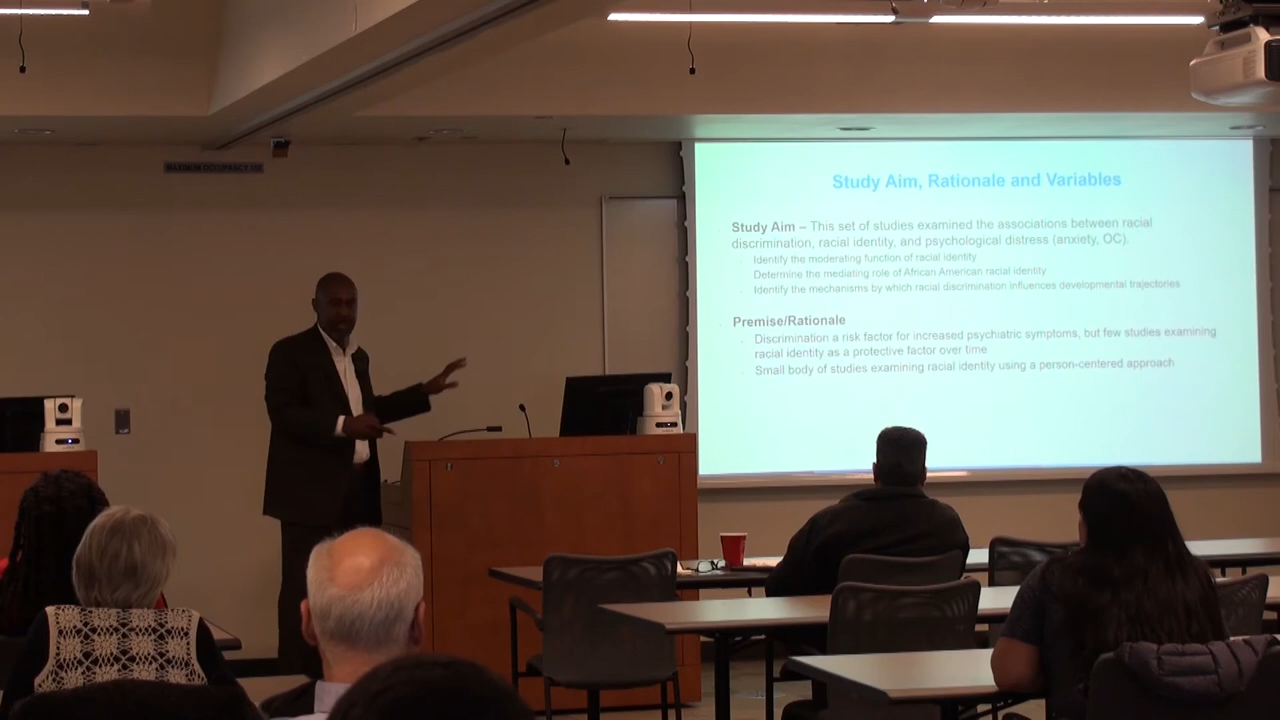 MAXIMUM OCCUPANCY 100
Study Aim, Rationale and Variables
Study Aim – This set of studies examined the associations between racial
discrimination, racial identity, and psychological distress (anxiety, OC).
Identify the moderating function of racial identity
Determine the mediating role of African American racial identity
Identify the mechanisms by which racial discrimination influences developmental trajectories
Premise/Rationale
Discrimination a risk factor for increased psychiatric symptoms, but few studies examining
racial identity as a protective factor over time
Small body of studies examining racial identity using a person-centered approach